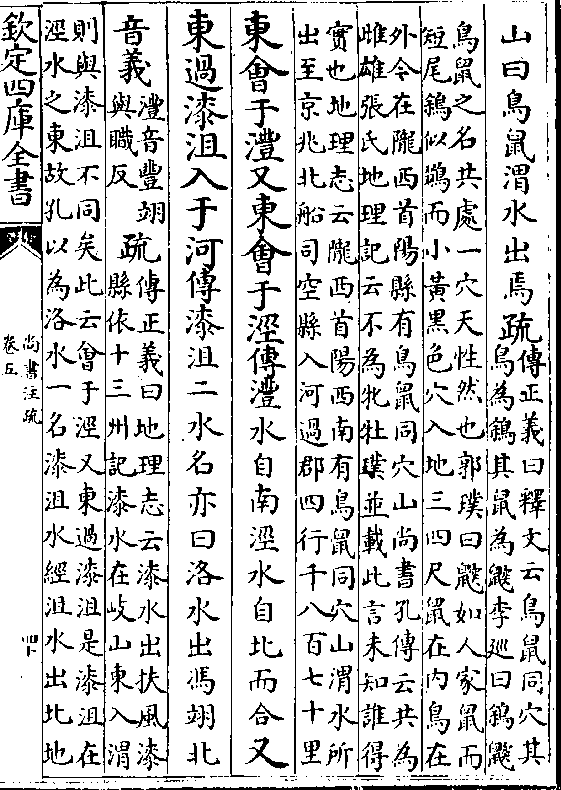 山曰鳥鼠渭水出焉疏傳正義曰釋文云鳥鼠同穴其
鳥為鵌其鼠為鼵李廵曰鵌鼵
鳥鼠之名共處一穴天性然也郭璞曰鼵如人家鼠而
短尾鵌似鵽而小黃黑色穴入地三四尺鼠在内鳥在
外今在隴西首陽縣有鳥鼠同穴山尚書孔傳云共為
雌雄張氏地理記云不為牝牡璞並載此言未知誰得
實也地理志云隴西首陽西南有鳥鼠同穴山渭水所
出至京兆北船司空縣入河過郡四行千八百七十里
東會于灃又東會于涇傳灃水自南涇水自北而合又
東過漆沮入于河傳漆沮二水名亦曰洛水出馮翊北
音義灃音豐翊
與職反疏傳正義曰地理志云漆水出扶風漆
縣依十三州記漆水在岐山東入渭
則與漆沮不同矣此云會于涇又東過漆沮是漆沮在
涇水之東故孔以為洛水一名漆沮水經沮水出北地
欽定四庫全書
尚書注疏
卷五